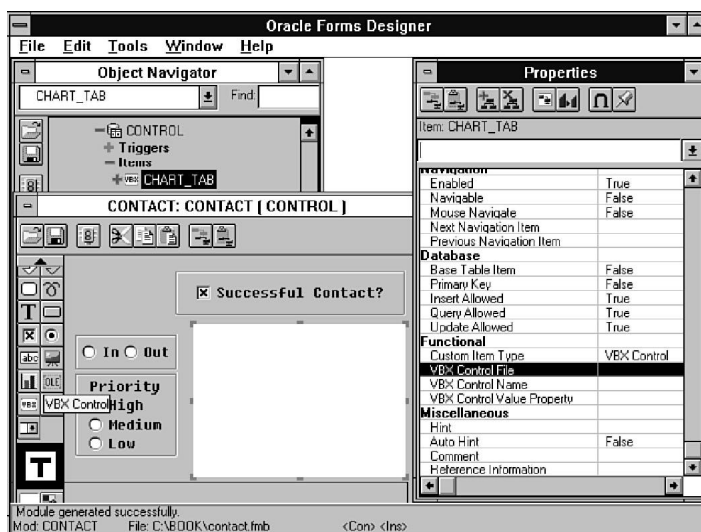 Oracle Forms Designer
File Edit Tools Window Help
Object Navigator
CHART_TAB
Find:
CONTROL
Triggers
Items
VBX CHART_TAB
CONTACT: CONTACT [ CONTROL ]
Successful Contact?
In Out
Priority
High
Medium
Low
T
abc
OLE
VBX
VBX Control
T
Properties
Item: CHART_TAB
Navigation
Enabled True
Navigable False
Mouse Navigate False
Next Navigation Item
Previous Navigation Item
Database
Base Table Item False
Primary Key False
Insert Allowed True
Query Allowed True
Update Allowed True
Functional
Custom Item Type VBX Control
VBX Control File
VBX Control Name
VBX Control Value Property
Miscellaneous
Hint
Auto Hint False
Comment
Reference Information
Module generated successfully.
Mod: CONTACT File: C:\BOOK\contact.fmb <Con> <Ins>